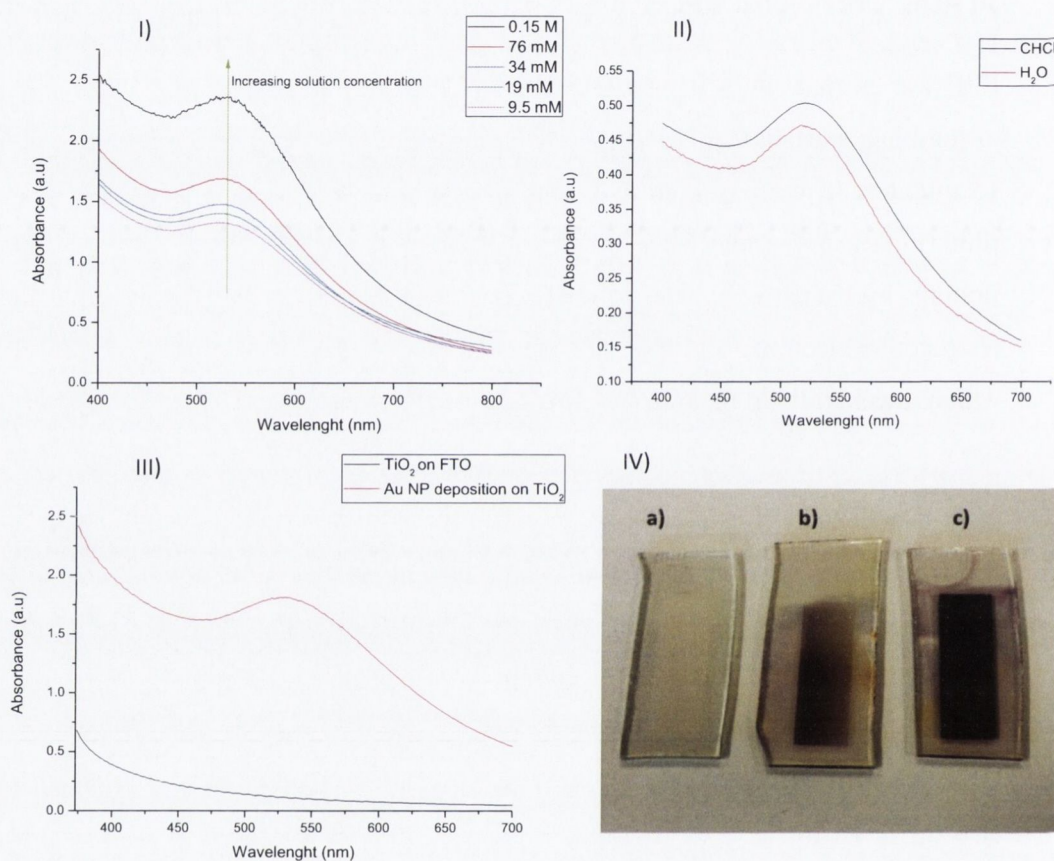 I)
0.15 M
76 mM
34 mM
19 mM
9.5 mM
Increasing solution concentration
2.5
2.0
1.5
1.0
0.5
0.0
Absorbance (a.u)
400
500
600
700
800
Wavelenght (nm)
II)
CHCl
H₂O
0.55
0.50
0.45
0.40
0.35
0.30
0.25
0.20
0.15
0.10
Absorbance (a.u)
400
450
500
550
600
650
700
Wavelenght (nm)
III)
TiO₂ on FTO
Au NP deposition on TiO₂
2.5
2.0
1.5
1.0
0.5
0.0
Absorbance (a.u)
400
450
500
550
600
650
700
Wavelenght (nm)
IV)
a)
b)
c)